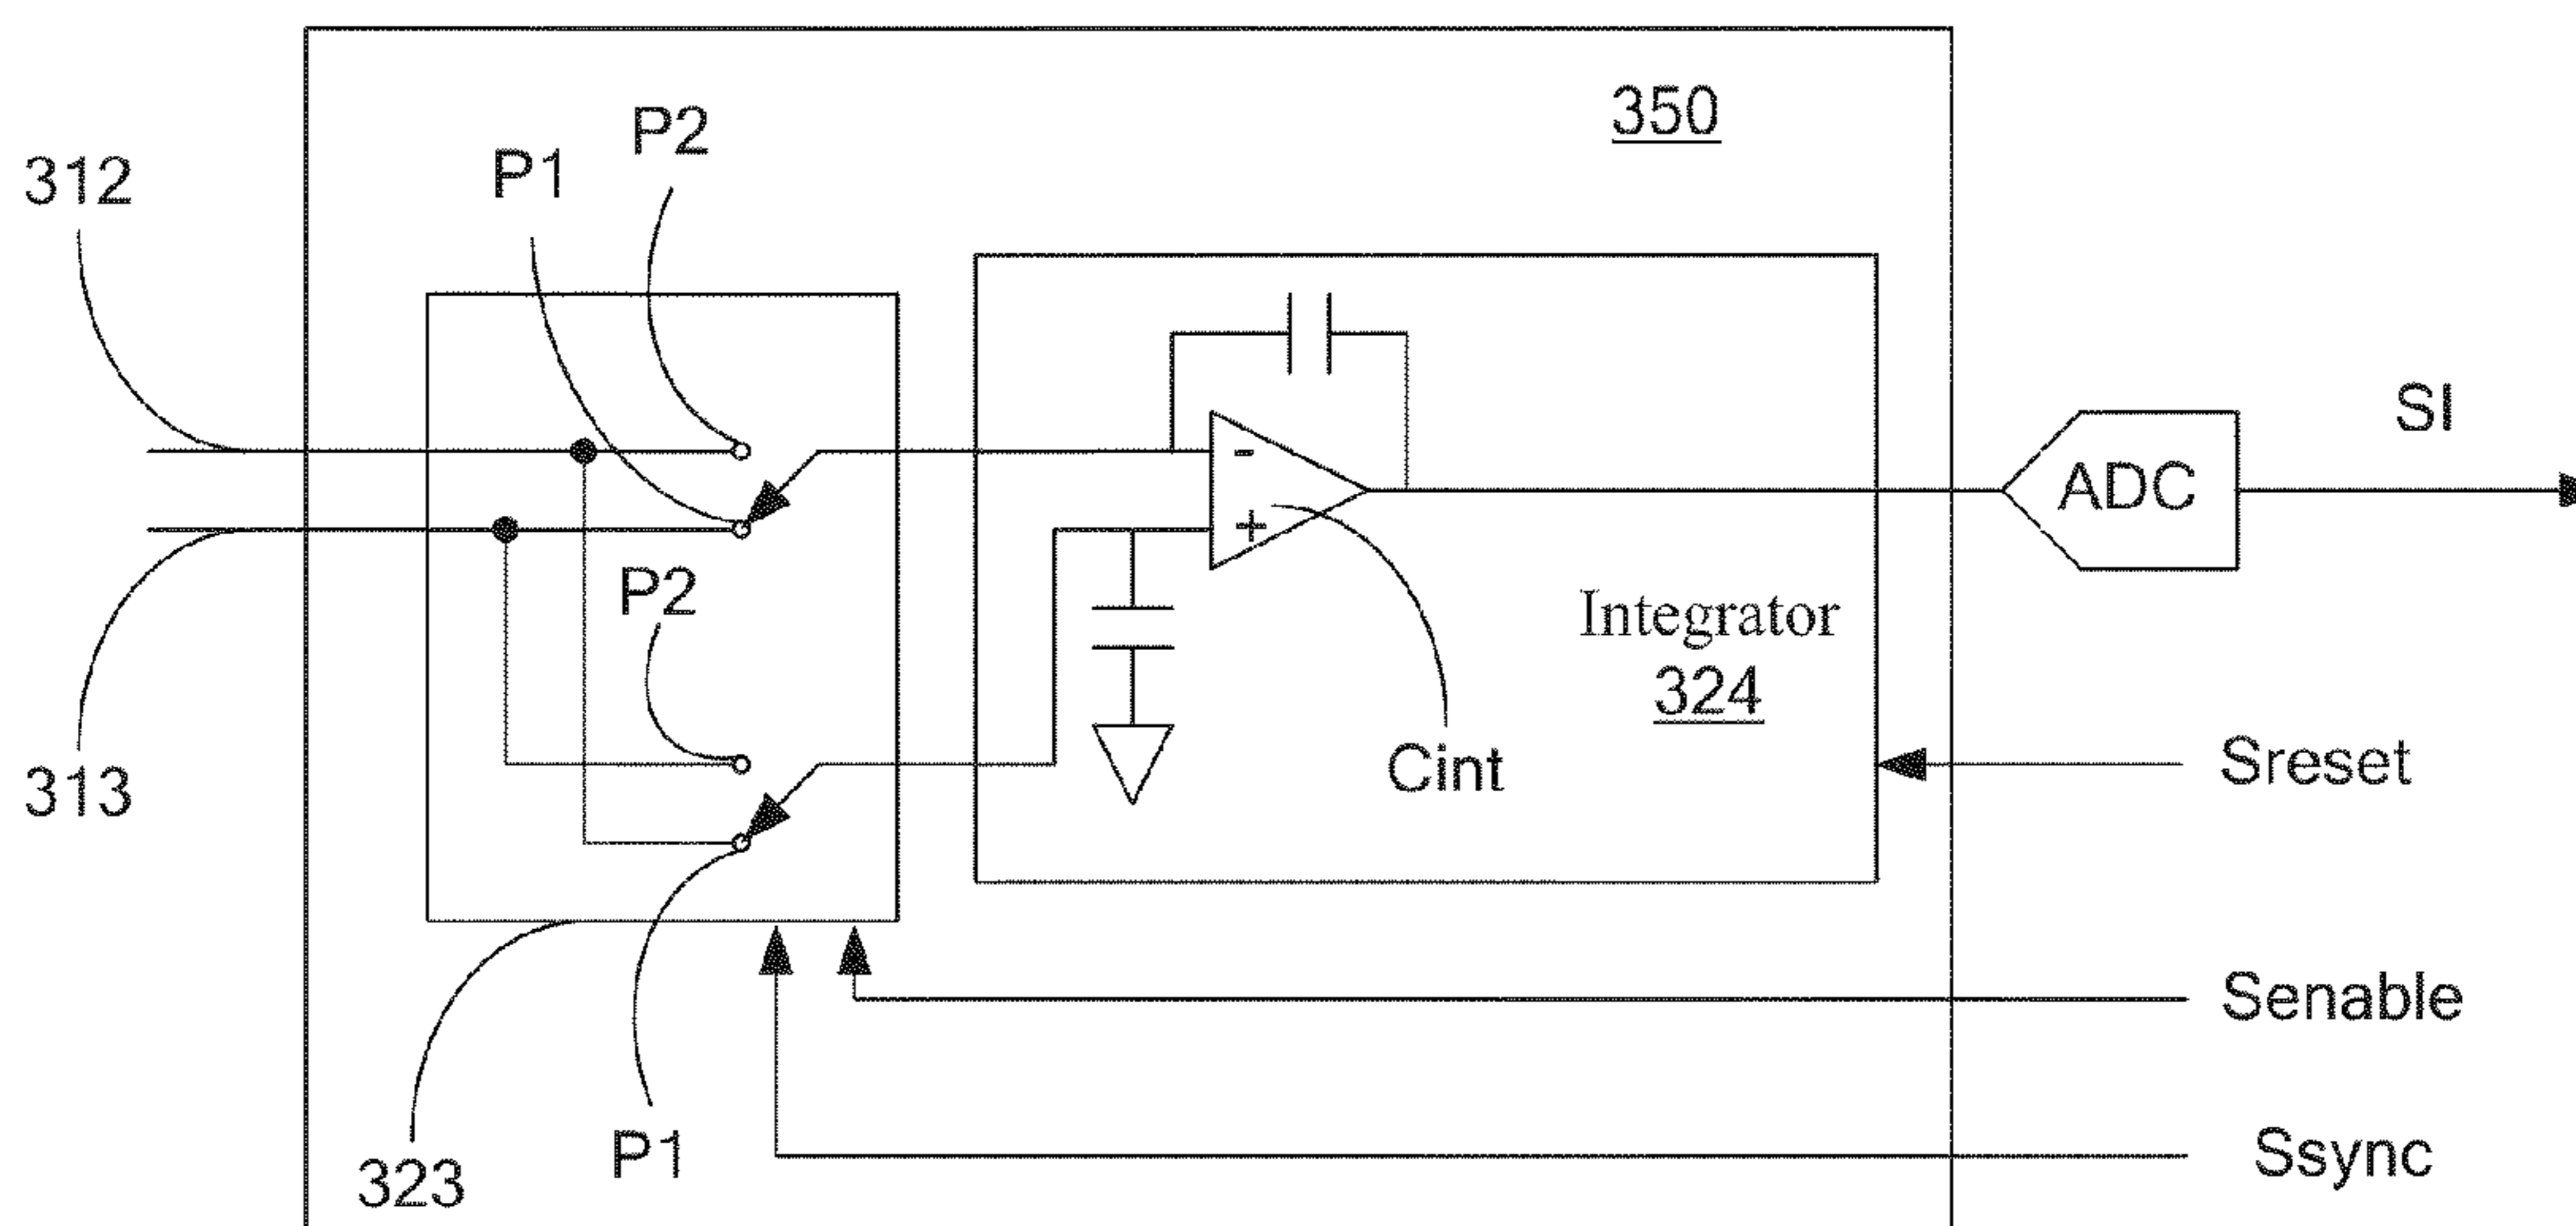 350
P2
P1
312
SI
ADC
-
+
P2
Integrator
324
Cint
313
Sreset
Senable
P1
323
Ssync